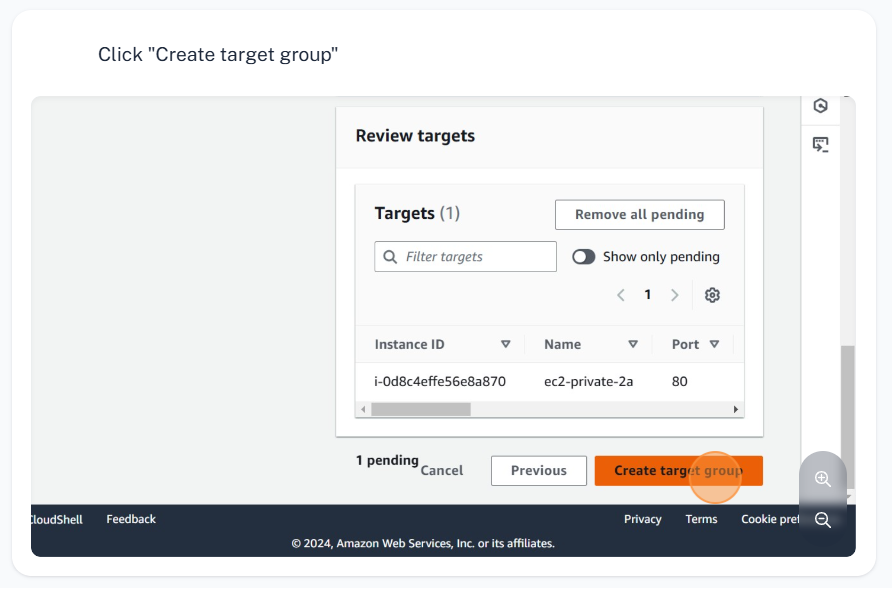 Click "Create target group"
Review targets
Targets (1)
Remove all pending
Filter targets
Show only pending
1
Instance ID
Name
Port
i-0d8c4effe56e8a870
ec2-private-2a
80
1 pending
Cancel
Previous
Create target group
CloudShell
Feedback
Privacy
Terms
Cookie pref
© 2024, Amazon Web Services, Inc. or its affiliates.